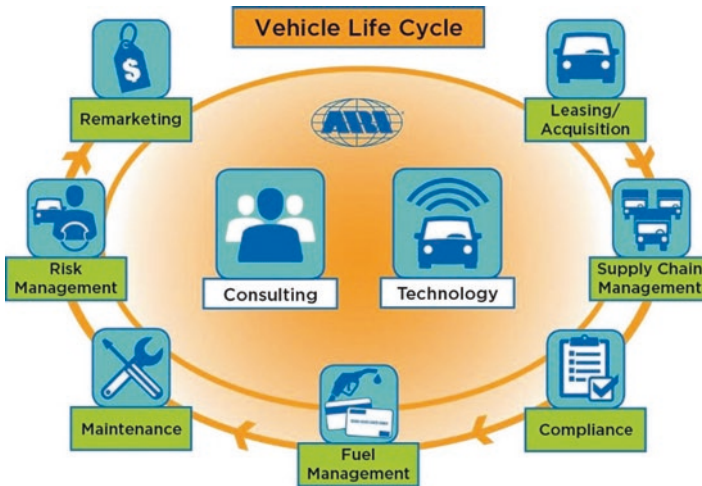 Vehicle Life Cycle
$
Remarketing
ARI
Leasing/
Acquisition
Risk
Management
Consulting
Technology
Supply Chain
Management
Maintenance
Fuel
Management
Compliance